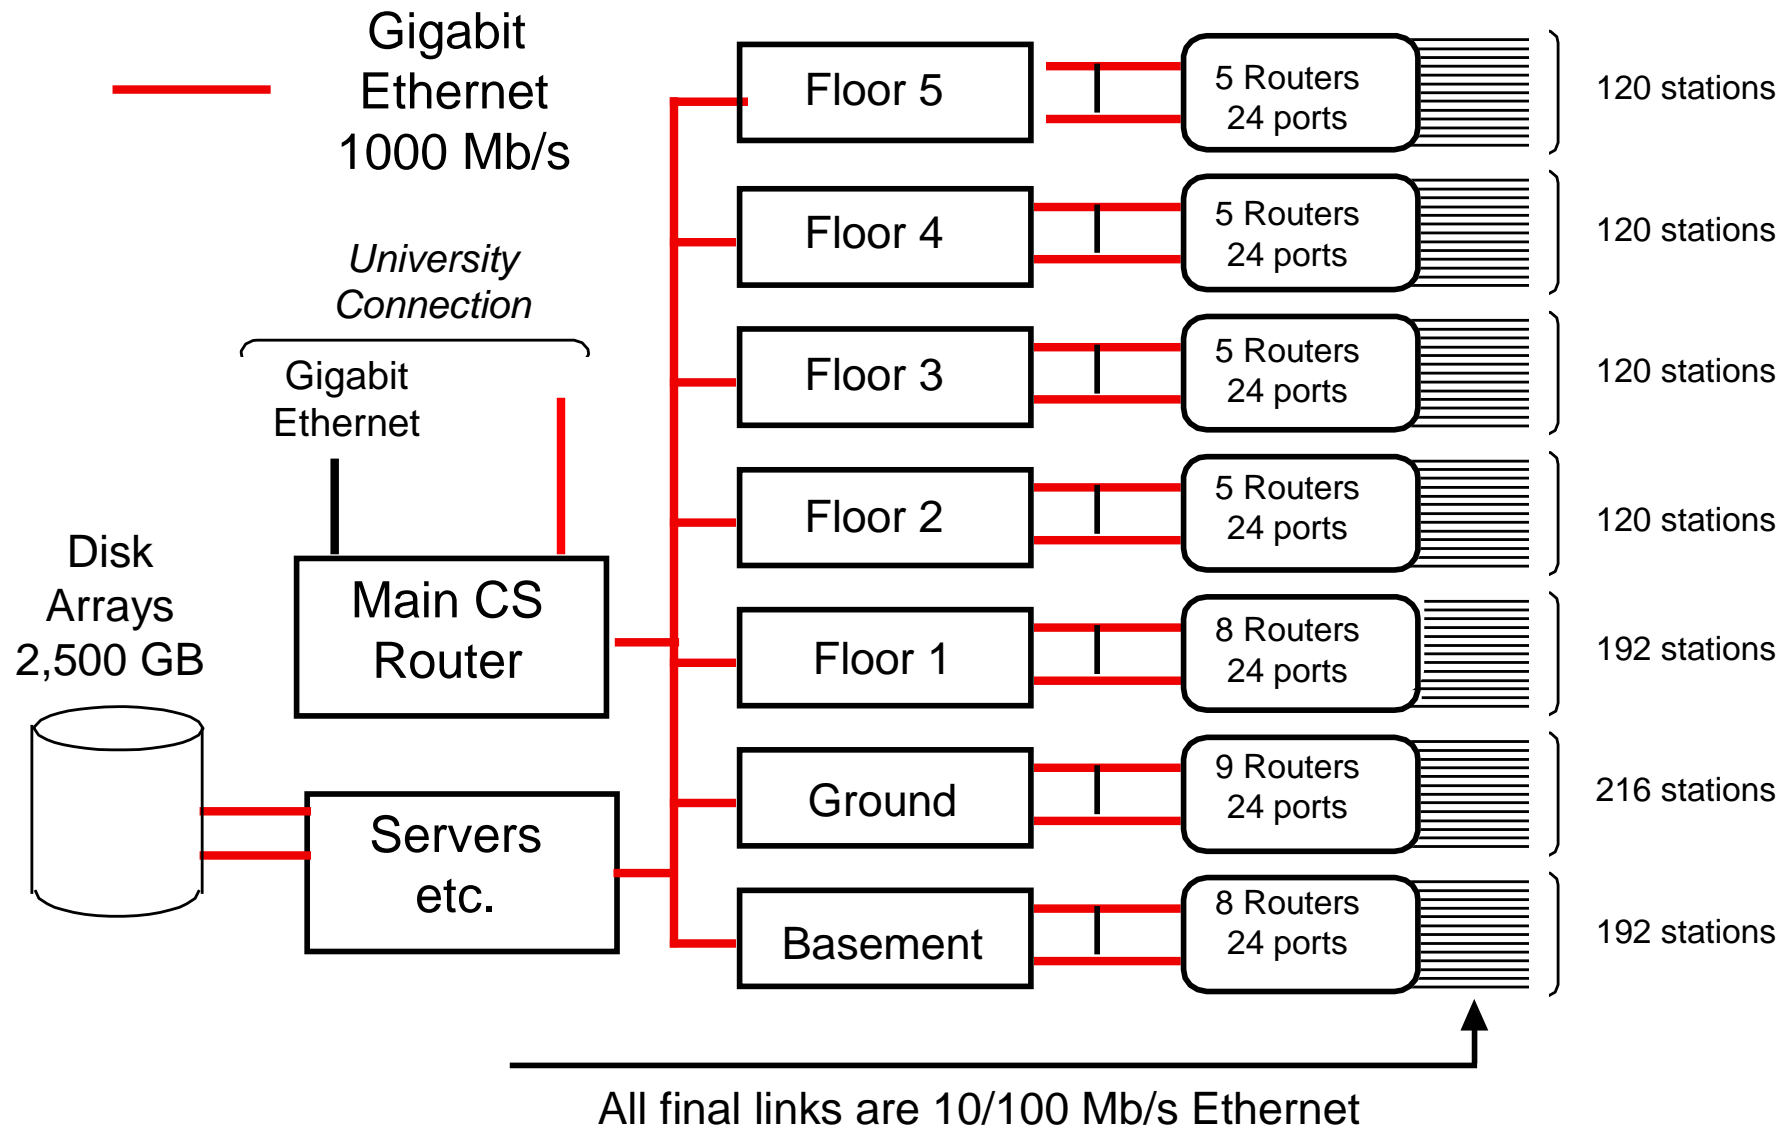 Gigabit
Ethernet
1000 Mb/s
University
Connection
Gigabit
Ethernet
Disk
Arrays
2,500 GB
Main CS
Router
Servers
etc.
Floor 5
5 Routers
24 ports
120 stations
Floor 4
5 Routers
24 ports
120 stations
Floor 3
5 Routers
24 ports
120 stations
Floor 2
5 Routers
24 ports
120 stations
Floor 1
8 Routers
24 ports
192 stations
Ground
9 Routers
24 ports
216 stations
Basement
8 Routers
24 ports
192 stations
All final links are 10/100 Mb/s Ethernet